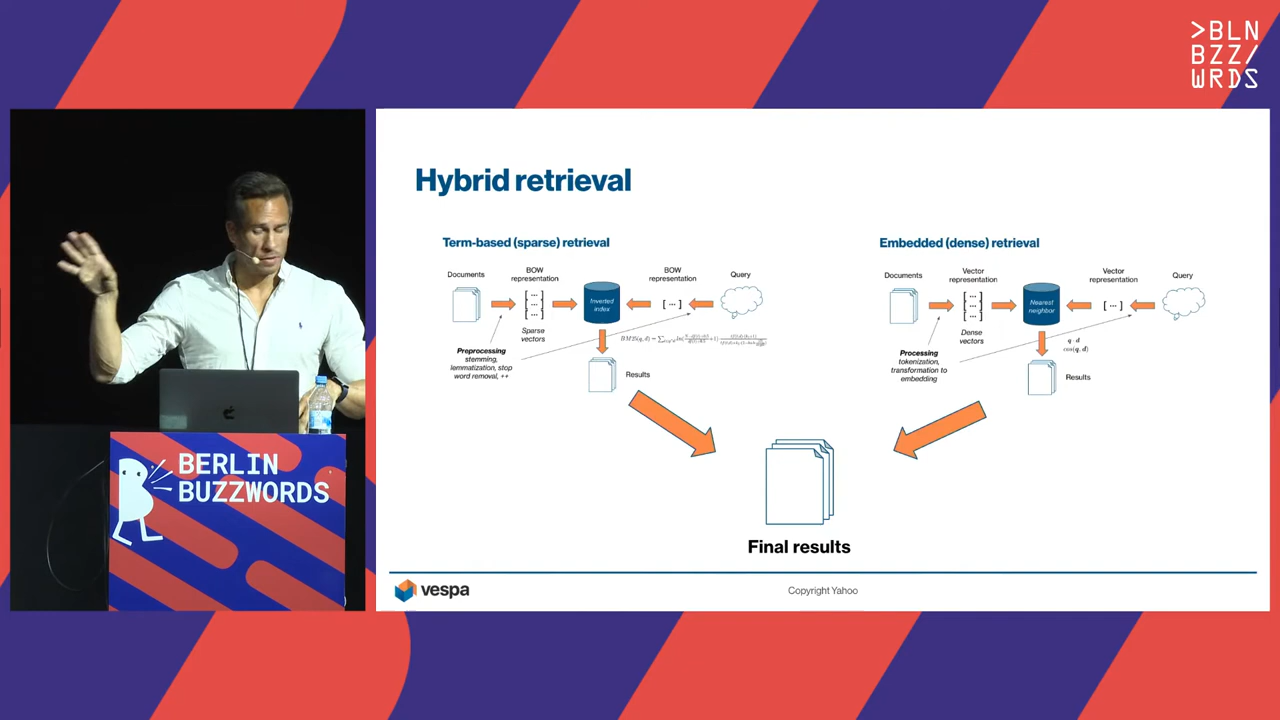 >BLN
BZZ/
WRDS
Hybrid retrieval
Term-based (sparse) retrieval
Documents
BOW
representation
BOW
representation
Query
[ ... ]
Inverted
index
Sparse
vectors
Preprocessing
stemming,
lemmatization, stop
word removal, ++
Results
Embedded (dense) retrieval
Documents
Vector
representation
Vector
representation
Query
[ ... ]
Nearest
neighbor
Dense
vectors
q · d
cos(q, d)
Processing
tokenization,
transformation to
embedding
Results
Final results
vespa
Copyright Yahoo
BERLIN
BUZZWORDS